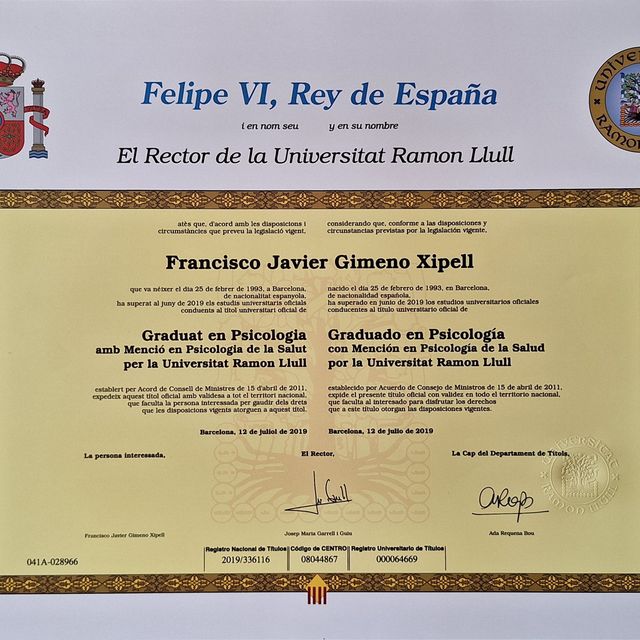 Felipe VI, Rey de España
i en nom seu y en su nombre
El Rector de la Universitat Ramon Llull
atès que, d'acord amb les disposicions i
circumstàncies que preveu la legislació vigent,
considerando que, conforme a las disposiciones y
circunstancias previstas por la legislación vigente,
Francisco Javier Gimeno Xipell
que va néixer el dia 25 de febrer de 1993, a Barcelona,
de nacionalitat espanyola,
ha superat al juny de 2019 els estudis universitaris oficials
conduents al títol universitari oficial de
nacido el día 25 de febrero de 1993, en Barcelona,
de nacionalidad española,
ha superado en junio de 2019 los estudios universitarios oficiales
conducentes al título universitario oficial de
Graduat en Psicologia
amb Menció en Psicologia de la Salut
per la Universitat Ramon Llull
Graduado en Psicología
con Mención en Psicología de la Salud
por la Universitat Ramon Llull
establert per Acord de Consell de Ministres de 15 d'abril de 2011,
expedeix aquest títol oficial amb validesa a tot el territori nacional,
que faculta la persona interessada per gaudir dels drets
que les disposicions vigents atorguen a aquest títol.
establecido por Acuerdo de Consejo de Ministros de 15 de abril de 2011,
expide el presente título oficial con validez en todo el territorio nacional,
que faculta al interesado para disfrutar los derechos
que a este título otorgan las disposiciones vigentes.
Barcelona, 12 de juliol de 2019
Barcelona, 12 de julio de 2019
La persona interessada,
El Rector,
La Cap del Departament de Títols,
Francisco Javier Gimeno Xipell
Josep Maria Garrell i Guiu
Ada Requena Bou
041A-028966
Registro Nacional de Títulos
2019/336116
Código de CENTRO
08044867
Registro Universitario de Títulos
000064669